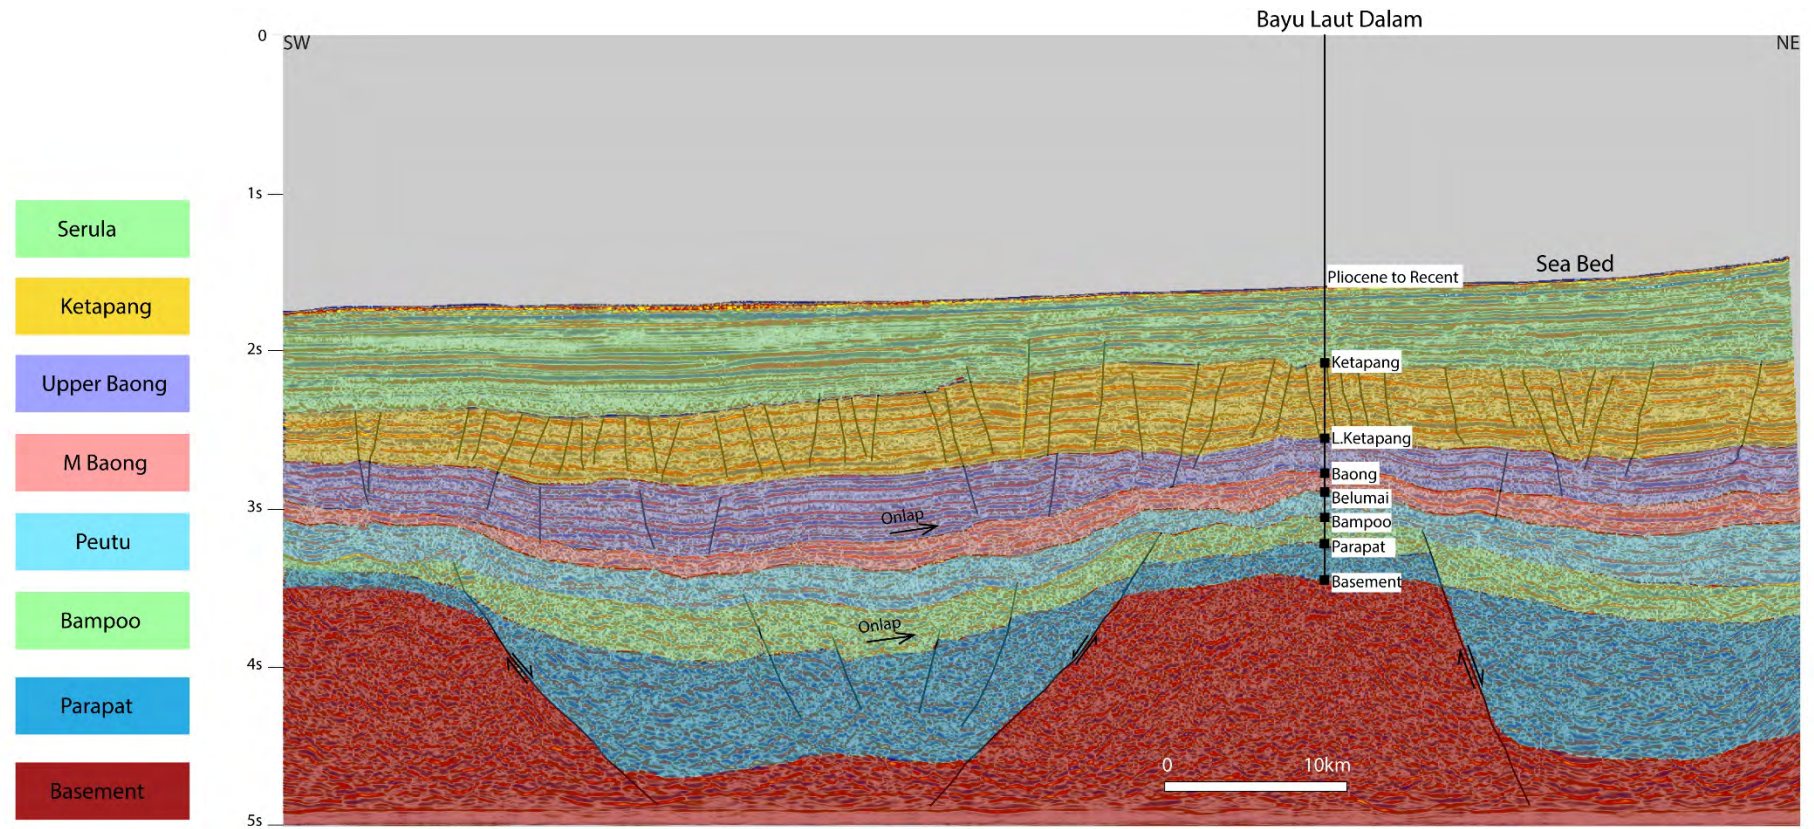 Bayu Laut Dalam
0
SW
NE
1s
Serula
Sea Bed
Pliocene to Recent
Ketapang
2s
Ketapang
Upper Baong
L.Ketapang
M Baong
Baong
Belumai
3s
Onlap
Bampoo
Peutu
Parapat
Basement
Bampoo
Onlap
4s
Parapat
0 10km
Basement
5s